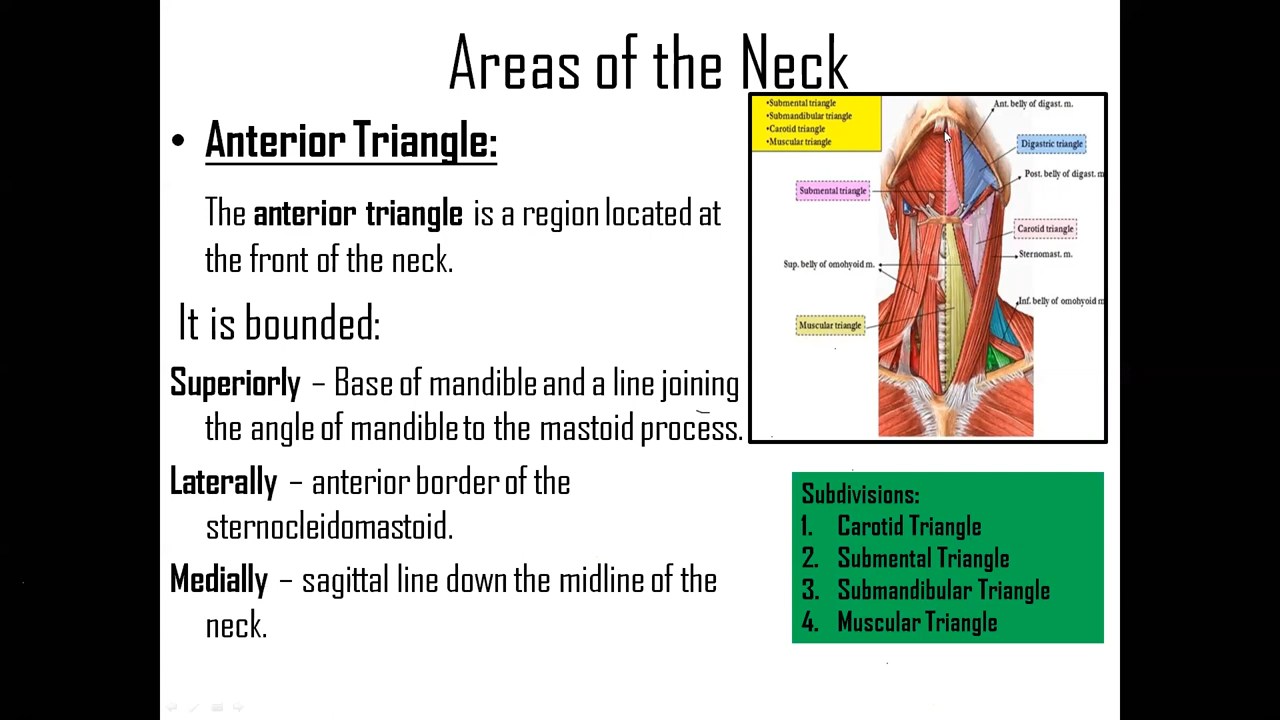 Areas of the Neck
• Anterior Triangle:
The anterior triangle is a region located at
the front of the neck.
It is bounded:
Superiorly – Base of mandible and a line joining
the angle of mandible to the mastoid process.
Laterally – anterior border of the
sternocleidomastoid.
Medially – sagittal line down the midline of the
neck.
•Submental triangle
•Submandibular triangle
•Carotid triangle
•Muscular triangle
Ant. belly of digast. m.
Digastric triangle
Post. belly of digast. m
Submental triangle
Carotid triangle
Sternomast. m.
Sup. belly of omohyoid m.
Inf. belly of omohyoid m
Muscular triangle
Subdivisions:
1. Carotid Triangle
2. Submental Triangle
3. Submandibular Triangle
4. Muscular Triangle